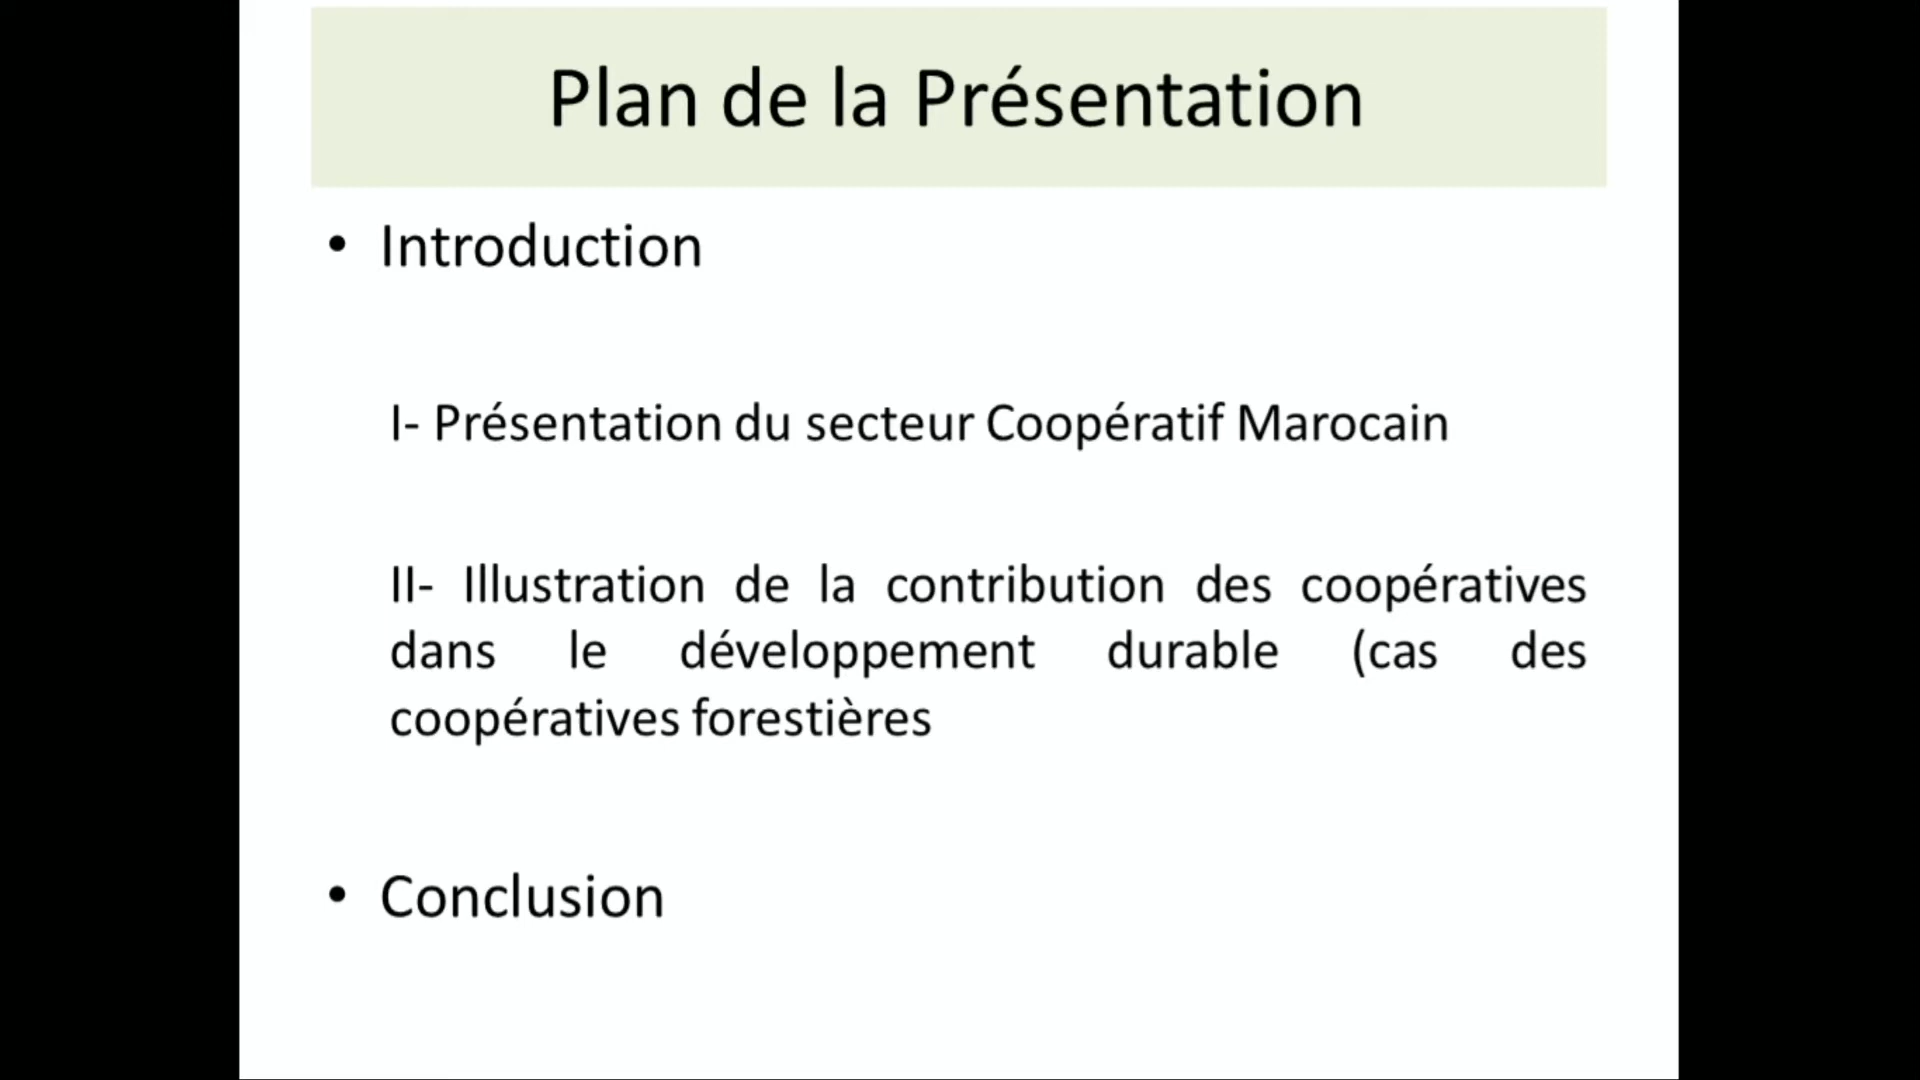 Plan de la Présentation
• Introduction
I- Présentation du secteur Coopératif Marocain
II- Illustration de la contribution des coopératives
dans le développement durable (cas des
coopératives forestières
• Conclusion